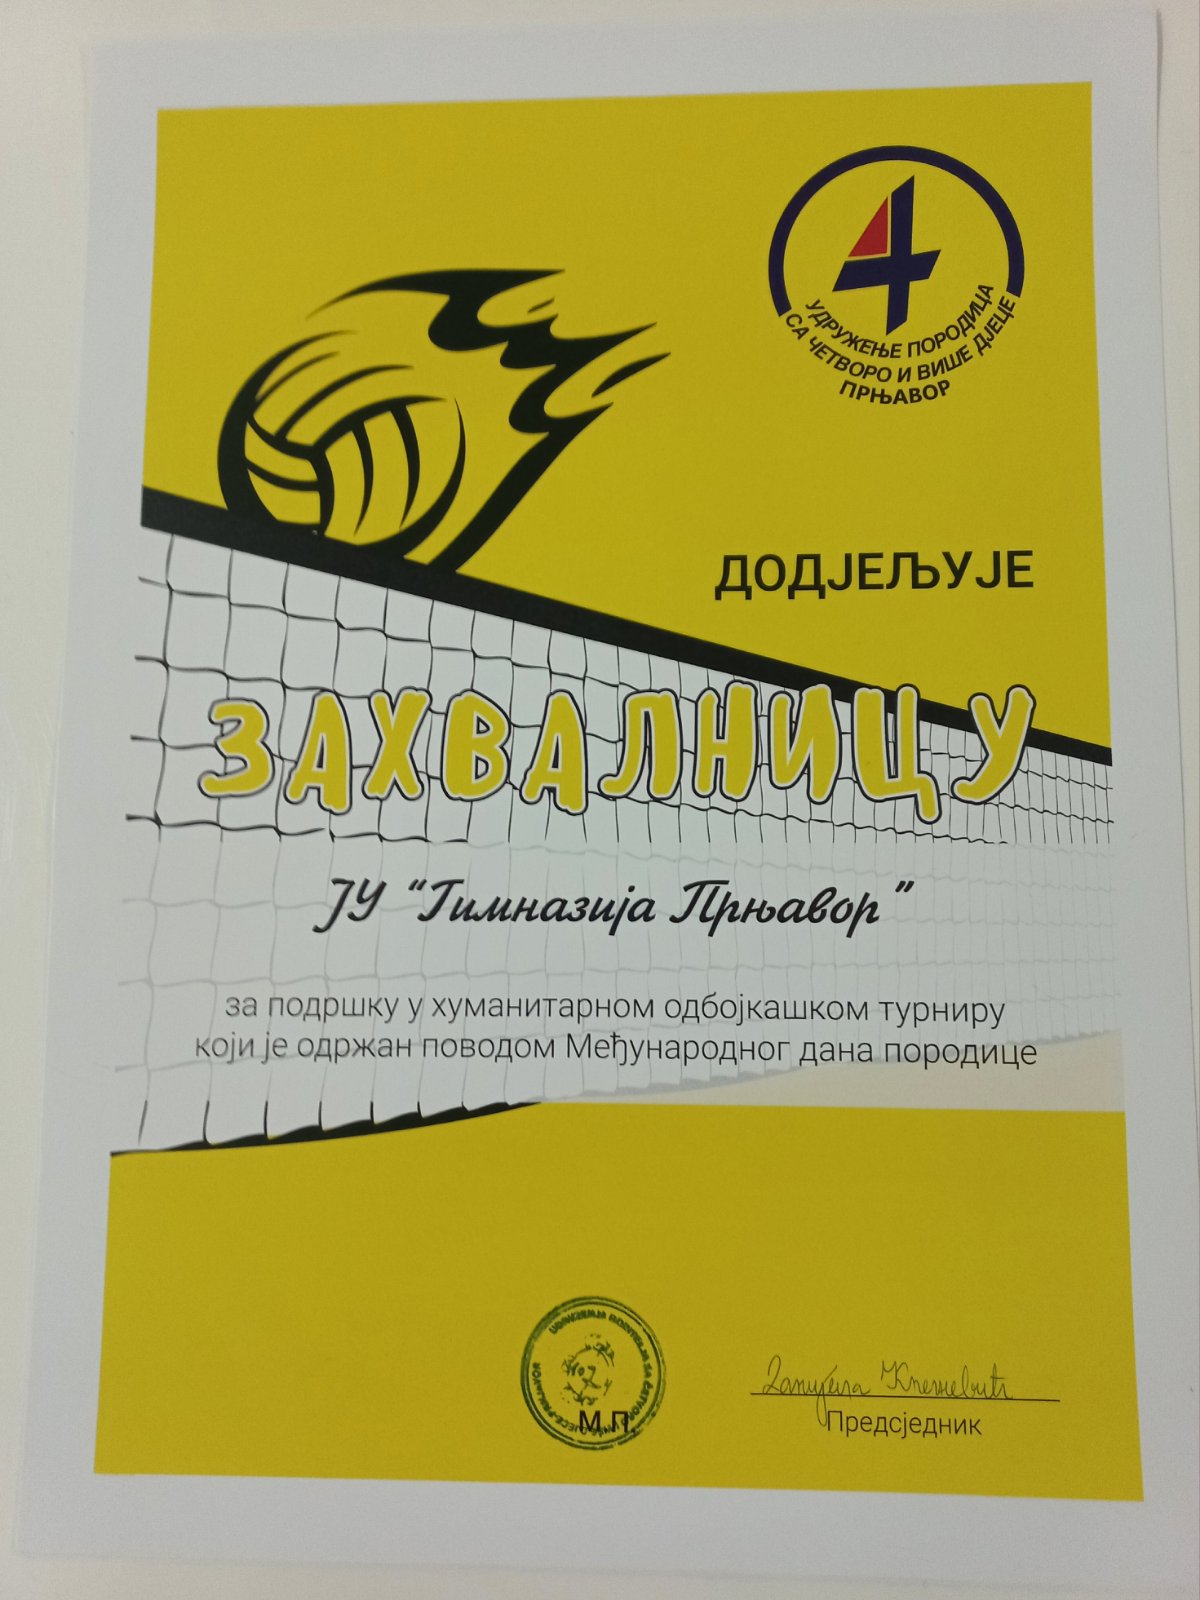 УДРУЖЕЊЕ ПОРОДИЦА
СА ЧЕТВОРО И ВИШЕ ДЈЕЦЕ
ПРЊАВОР
ДОДЈЕЉУЈЕ
ЗАХВАЛНИЦУ
ЈУ “Гимназија Прњавор”
за подршку у хуманитарном одбојкашком турниру
који је одржан поводом Међународног дана породице
М.П.
Предсједник